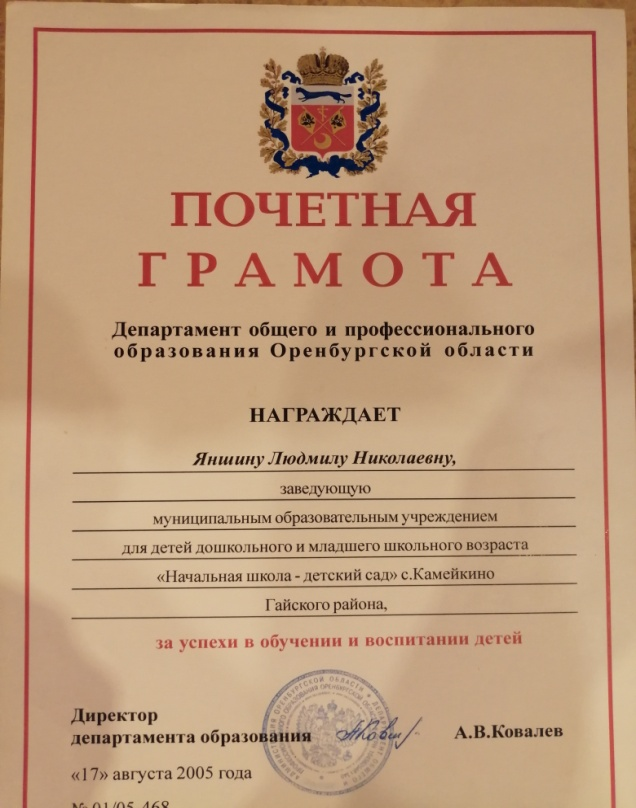 ПОЧЕТНАЯ
ГРАМОТА
Департамент общего и профессионального
образования Оренбургской области
НАГРАЖДАЕТ
Яншину Людмилу Николаевну,
заведующую
муниципальным образовательным учреждением
для детей дошкольного и младшего школьного возраста
«Начальная школа - детский сад» с.Камейкино
Гайского района,
за успехи в обучении и воспитании детей
Директор
департамента образования
А.В.Ковалев
«17» августа 2005 года
№ 01/05-468